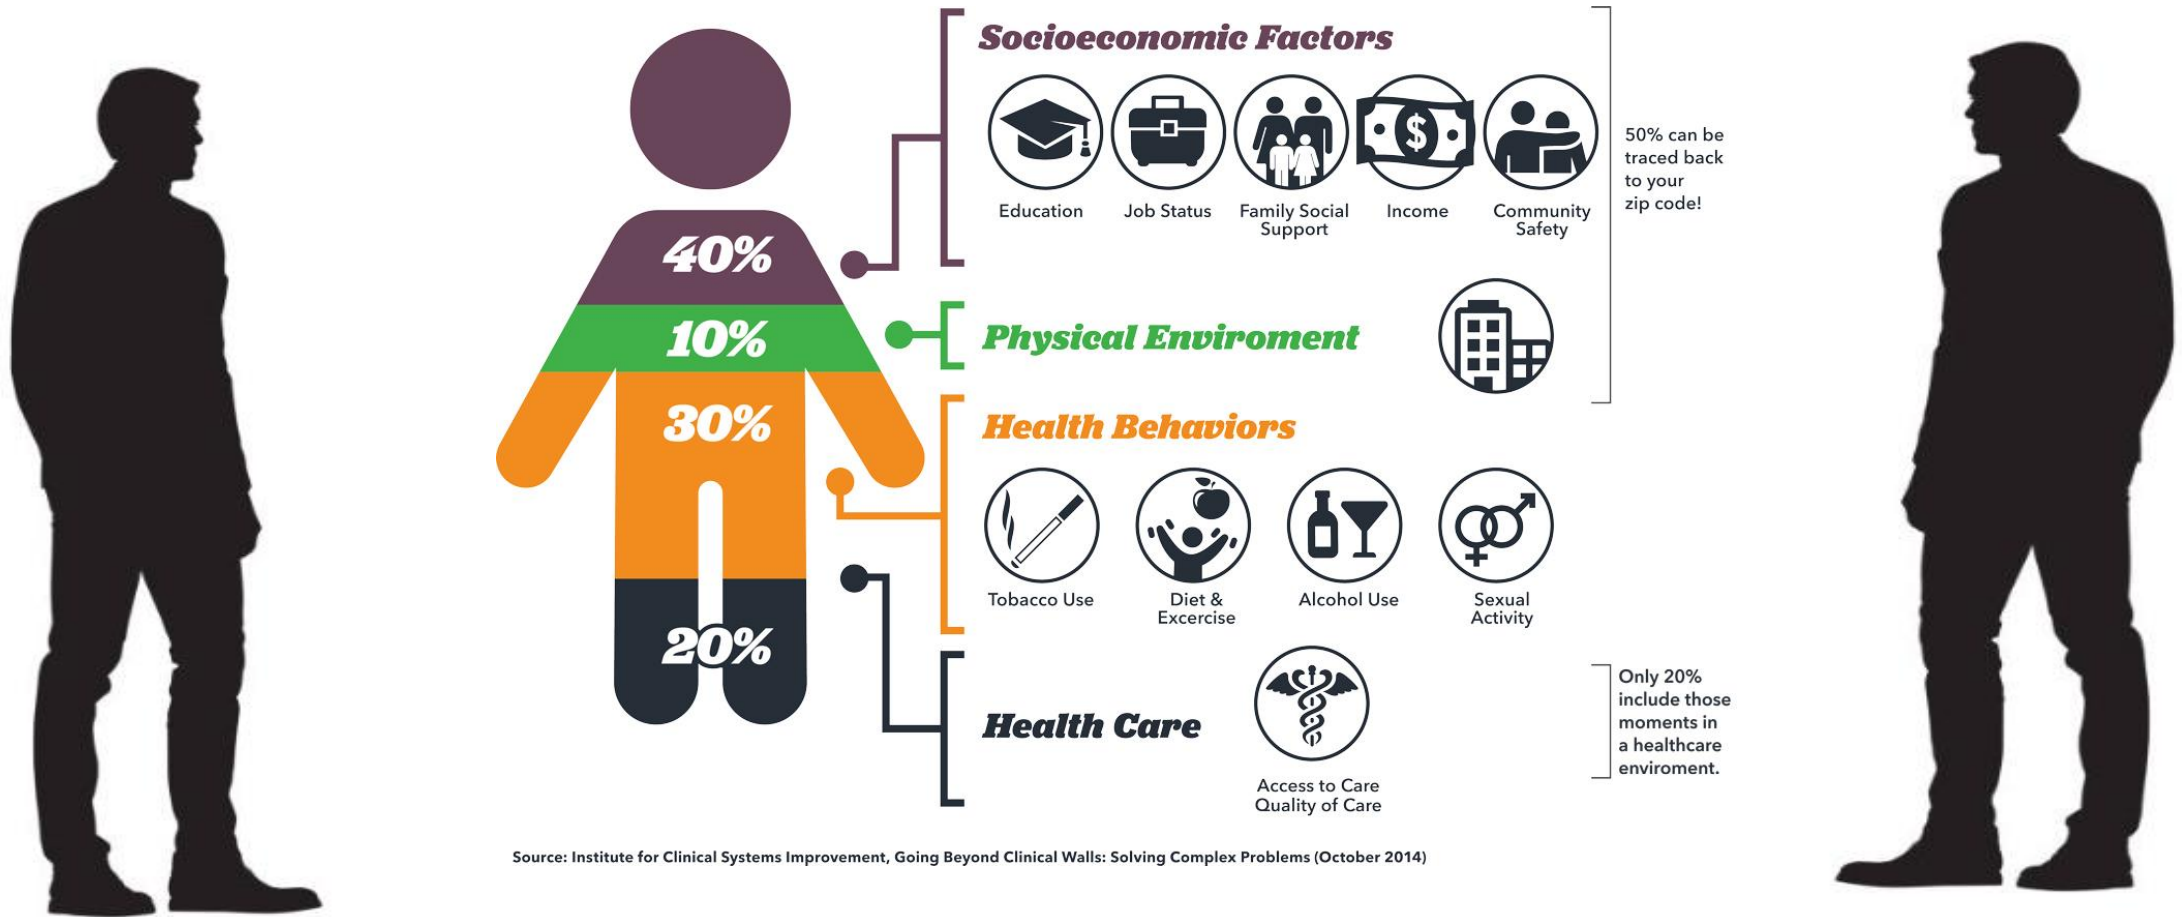 Socioeconomic Factors
Education
Job Status
Family Social
Support
Income
Community
Safety
50% can be
traced back
to your
zip code!
40%
10%
Physical Enviroment
30%
Health Behaviors
Tobacco Use
Diet &
Excercise
Alcohol Use
Sexual
Activity
20%
Health Care
Access to Care
Quality of Care
Only 20%
include those
moments in
a healthcare
enviroment.
Source: Institute for Clinical Systems Improvement, Going Beyond Clinical Walls: Solving Complex Problems (October 2014)